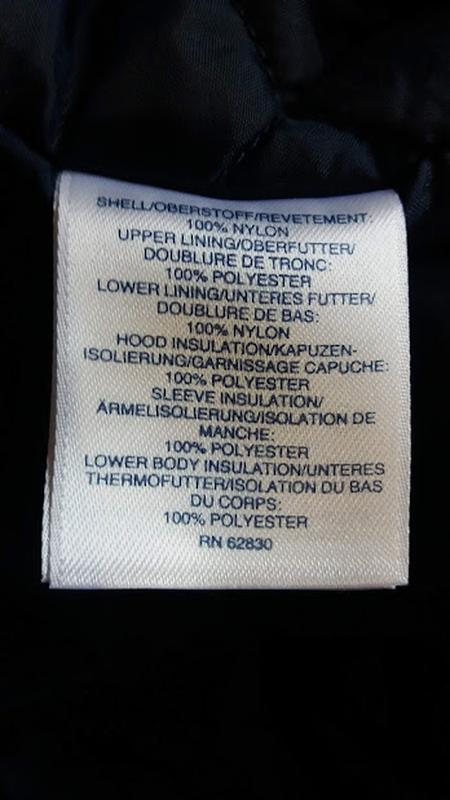 SHELL/OBERSTOFF/REVETEMENT:
100% NYLON
UPPER LINING/OBERFUTTER/
DOUBLURE DE TRONC:
100% POLYESTER
LOWER LINING/UNTERES FUTTER/
DOUBLURE DE BAS:
100% NYLON
HOOD INSULATION/KAPUZEN-
ISOLIERUNG/GARNISSAGE CAPUCHE:
100% POLYESTER
SLEEVE INSULATION/
ÄRMELISOLIERUNG/ISOLATION DE
MANCHE:
100% POLYESTER
LOWER BODY INSULATION/UNTERES
THERMOFUTTER/ISOLATION DU BAS
DU CORPS:
100% POLYESTER
RN 62830